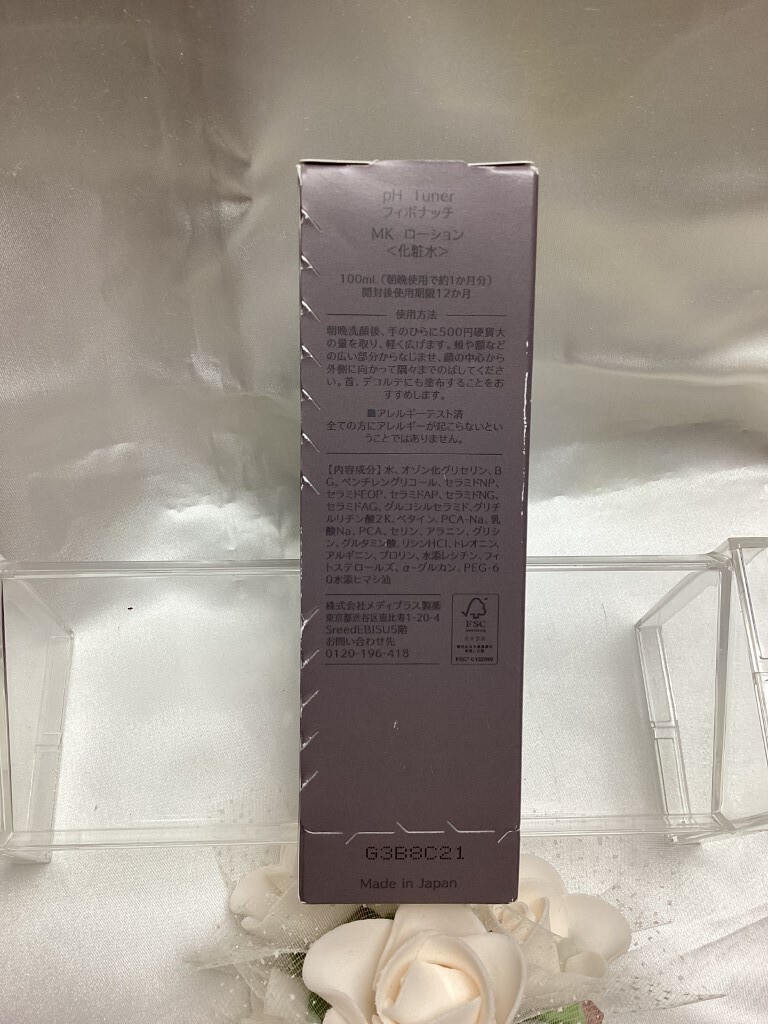 pH Tuner
フィボナッチ
MK ローション
＜化粧水＞
100mL（朝晩使用で約1か月分）
開封後使用期限12か月
使用方法
朝晩洗顔後、手のひらに500円硬貨大
の量を取り、軽く広げます。頬や額など
の広い部分からなじませ、顔の中心から
外側に向かって隅々までのばしてくださ
い。首、デコルテにも塗布することをお
すすめします。
■アレルギーテスト済
全ての方にアレルギーが起こらないとい
うことではありません。
【内容成分】水、オゾン化グリセリン、B
G、ペンチレングリコール、セラミドNP、
セラミドEOP、セラミドAP、セラミドNG、
セラミドAG、グルコシルセラミド、グリチ
ルリチン酸2K、ベタイン、PCA-Na、乳
酸Na、PCA、セリン、アラニン、グリシ
ン、グルタミン酸、リシンHCl、トレオニン、
アルギニン、プロリン、水添レシチン、フィ
トステロールズ、α-グルカン、PEG-6
0水添ヒマシ油
株式会社メディプラス製薬
東京都渋谷区恵比寿1-20-4
SreedEBISU5階
お問い合わせ先
0120-196-418
FSC
ミックス
G3B8C21
Made in Japan